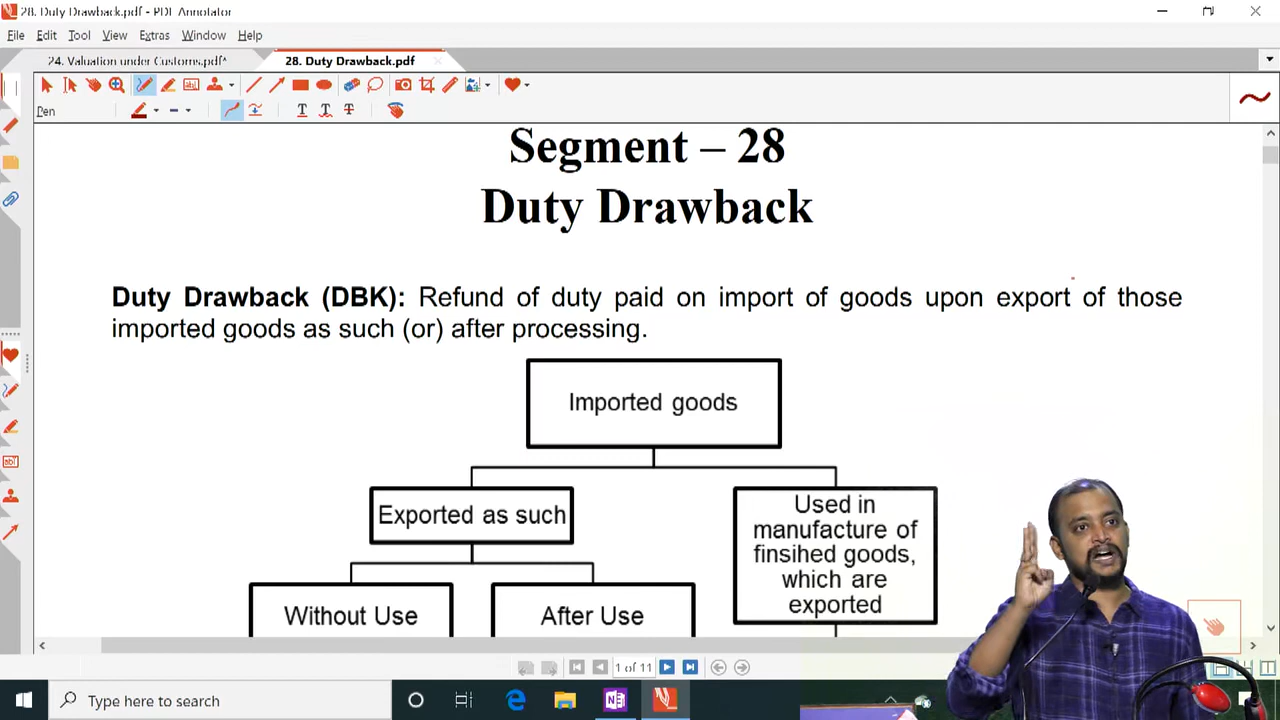 28. Duty Drawback.pdf - PDF Annotator
File Edit Tool View Extras Window Help
24. Valuation under Customs.pdf* 28. Duty Drawback.pdf
Pen
Segment – 28
Duty Drawback
Duty Drawback (DBK): Refund of duty paid on import of goods upon export of those
imported goods as such (or) after processing.
Imported goods
Exported as such
Used in
manufacture of
finsihed goods,
which are
exported
Without Use
After Use
1 of 11
Type here to search